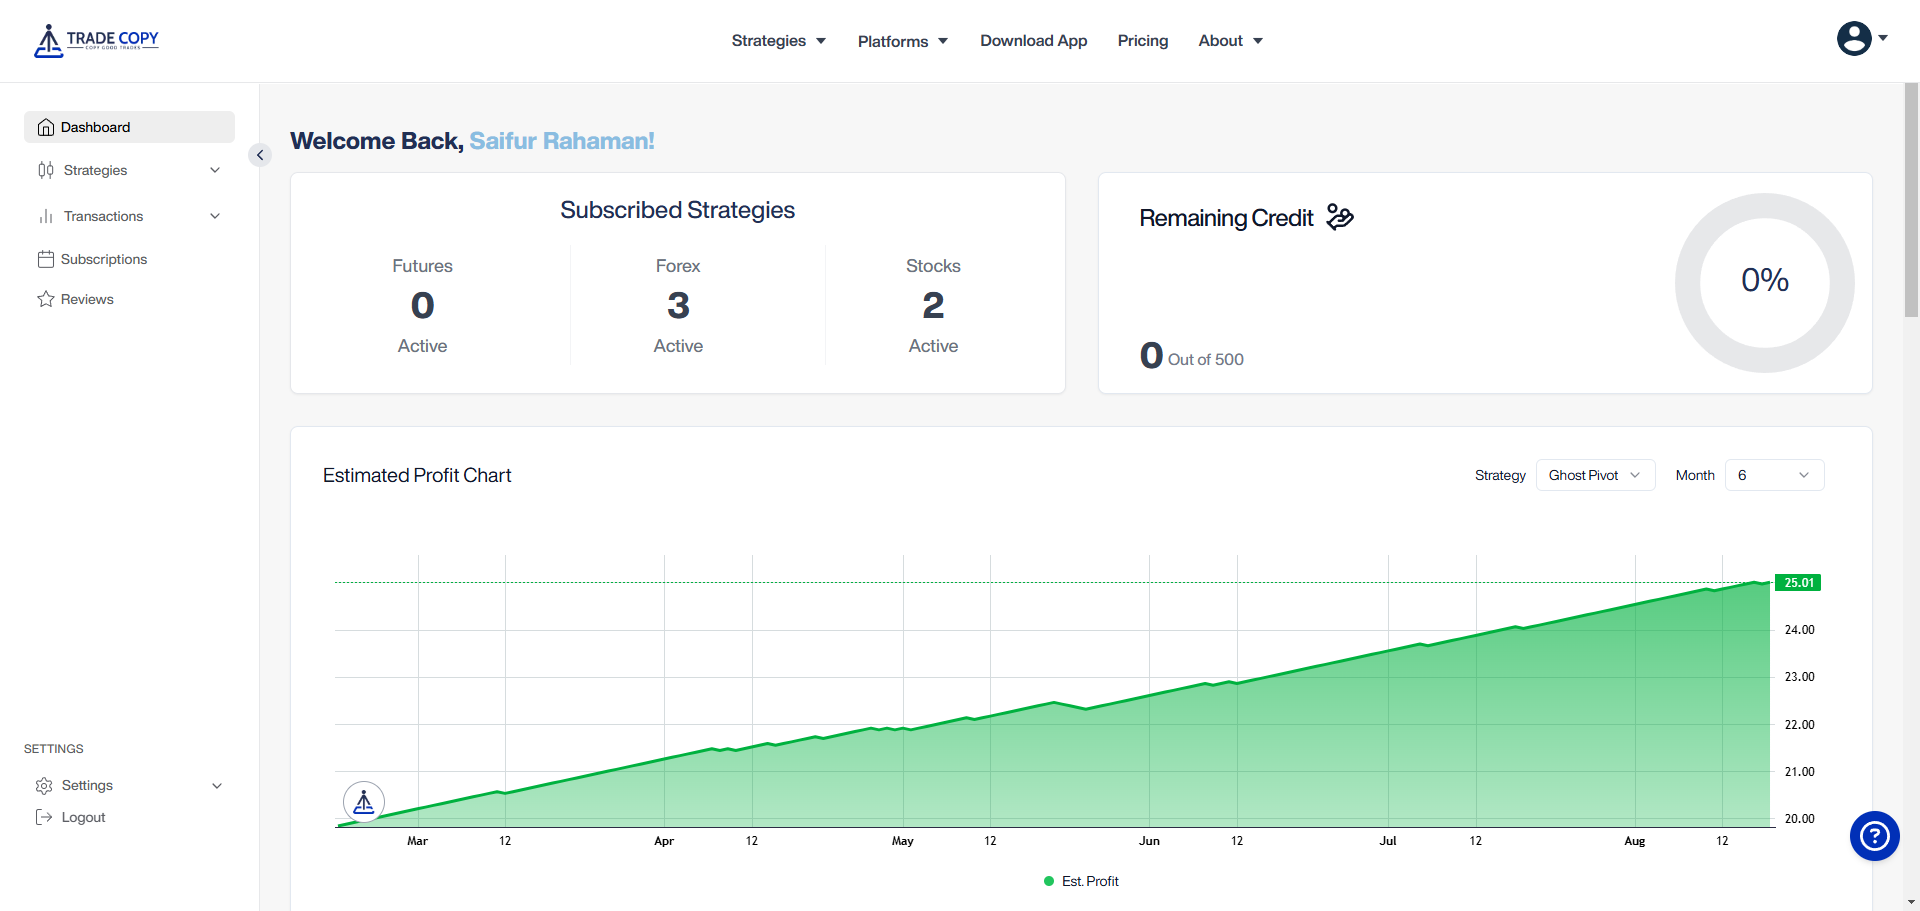 TRADE COPY
COPY GOOD TRADES
Strategies
Platforms
Download App
Pricing
About
Dashboard
Strategies
Transactions
Subscriptions
Reviews
SETTINGS
Settings
Logout
Welcome Back, Saifur Rahaman!
Subscribed Strategies
Futures
0
Active
Forex
3
Active
Stocks
2
Active
Remaining Credit
0 Out of 500
0%
Estimated Profit Chart
Strategy
Ghost Pivot
Month
6
25.01
24.00
23.00
22.00
21.00
20.00
Mar 12 Apr 12 May 12 Jun 12 Jul 12 Aug 12
Est. Profit
?